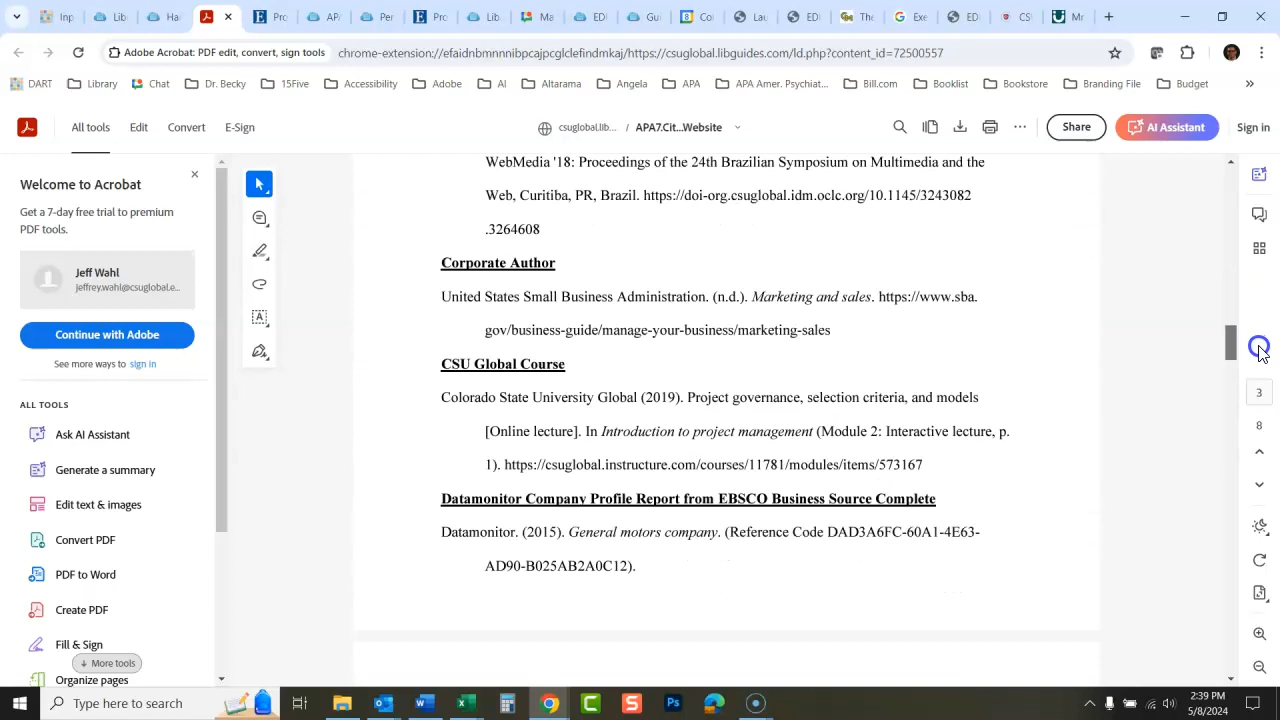 Li
Ha
Pr
AP
Pe
Pr
Ma
Co
Gu
Co
BU
ED
Th
Ex
ED
CS
Mr
Adobe Acrobat: PDF edit, convert, sign tools
chrome-extension://efaidnbmnnnibpcajpcglclefindmkaj/https://csuglobal.libguides.com/ld.php?content_id=72500557
DART Library Chat Dr. Becky 15Five Accessibility Adobe AI Altarama Angela APA APA Amer. Psychiat... Bill.com Booklist Bookstore Branding File Budget »
All tools Edit Convert E-Sign csuglobal.lib... / APA7.Cit...Website Share AI Assistant Sign in
Welcome to Acrobat
Get a 7-day free trial to premium
PDF tools.
Jeff Wahl
jeffrey.wahl@csuglobal.e...
Continue with Adobe
See more ways to sign in
ALL TOOLS
Ask AI Assistant
Generate a summary
Edit text & images
Convert PDF
PDF to Word
Create PDF
Fill & Sign
More tools
Organize pages
WebMedia '18: Proceedings of the 24th Brazilian Symposium on Multimedia and the
Web, Curitiba, PR, Brazil. https://doi-org.csuglobal.idm.oclc.org/10.1145/3243082
.3264608
Corporate Author
United States Small Business Administration. (n.d.). Marketing and sales. https://www.sba.
gov/business-guide/manage-your-business/marketing-sales
CSU Global Course
Colorado State University Global (2019). Project governance, selection criteria, and models
[Online lecture]. In Introduction to project management (Module 2: Interactive lecture, p.
1). https://csuglobal.instructure.com/courses/11781/modules/items/573167
Datamonitor Company Profile Report from EBSCO Business Source Complete
Datamonitor. (2015). General motors company. (Reference Code DAD3A6FC-60A1-4E63-
AD90-B025AB2A0C12).
3
8
Type here to search
2:39 PM
5/8/2024